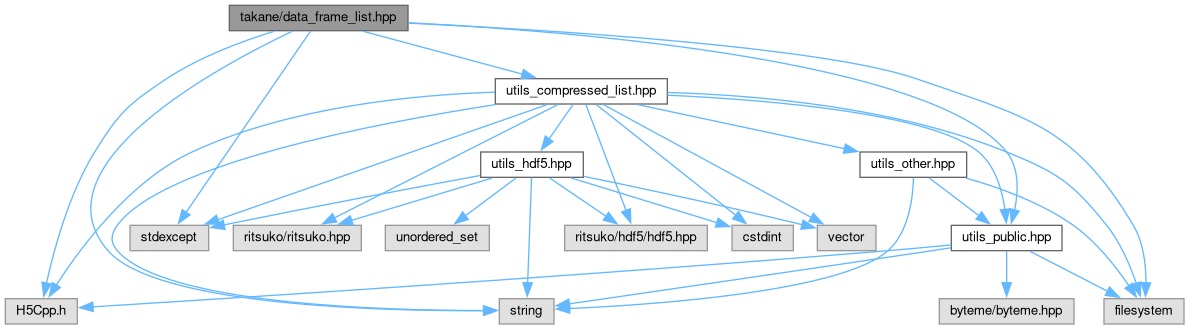 takane/data_frame_list.hpp
utils_compressed_list.hpp
utils_hdf5.hpp
utils_other.hpp
stdexcept
ritsuko/ritsuko.hpp
unordered_set
ritsuko/hdf5/hdf5.hpp
cstdint
vector
utils_public.hpp
H5Cpp.h
string
byteme/byteme.hpp
filesystem